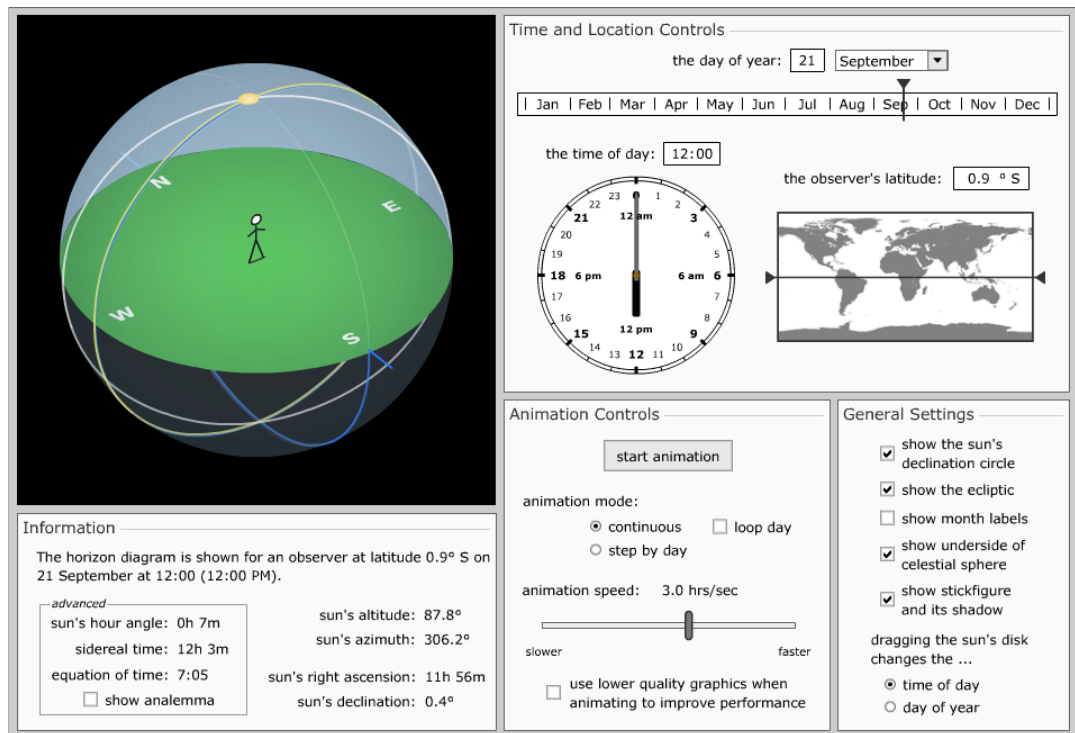 N
E
W
S
Time and Location Controls
the day of year: 21 September
Jan Feb Mar Apr May Jun Jul Aug Sep Oct Nov Dec
the time of day: 12:00
23 1
22 2
21 12 am 3
20 4
19 5
18 6 pm 6 am 6
17 7
16 8
15 12 pm 9
14 10
13 12 11
the observer's latitude: 0.9 ° S
Information
The horizon diagram is shown for an observer at latitude 0.9° S on
21 September at 12:00 (12:00 PM).
advanced
sun's hour angle: 0h 7m
sidereal time: 12h 3m
equation of time: 7:05
show analemma
sun's altitude: 87.8°
sun's azimuth: 306.2°
sun's right ascension: 11h 56m
sun's declination: 0.4°
Animation Controls
start animation
animation mode:
continuous
loop day
step by day
animation speed: 3.0 hrs/sec
slower faster
use lower quality graphics when
animating to improve performance
General Settings
show the sun's
declination circle
show the ecliptic
show month labels
show underside of
celestial sphere
show stickfigure
and its shadow
dragging the sun's disk
changes the ...
time of day
day of year